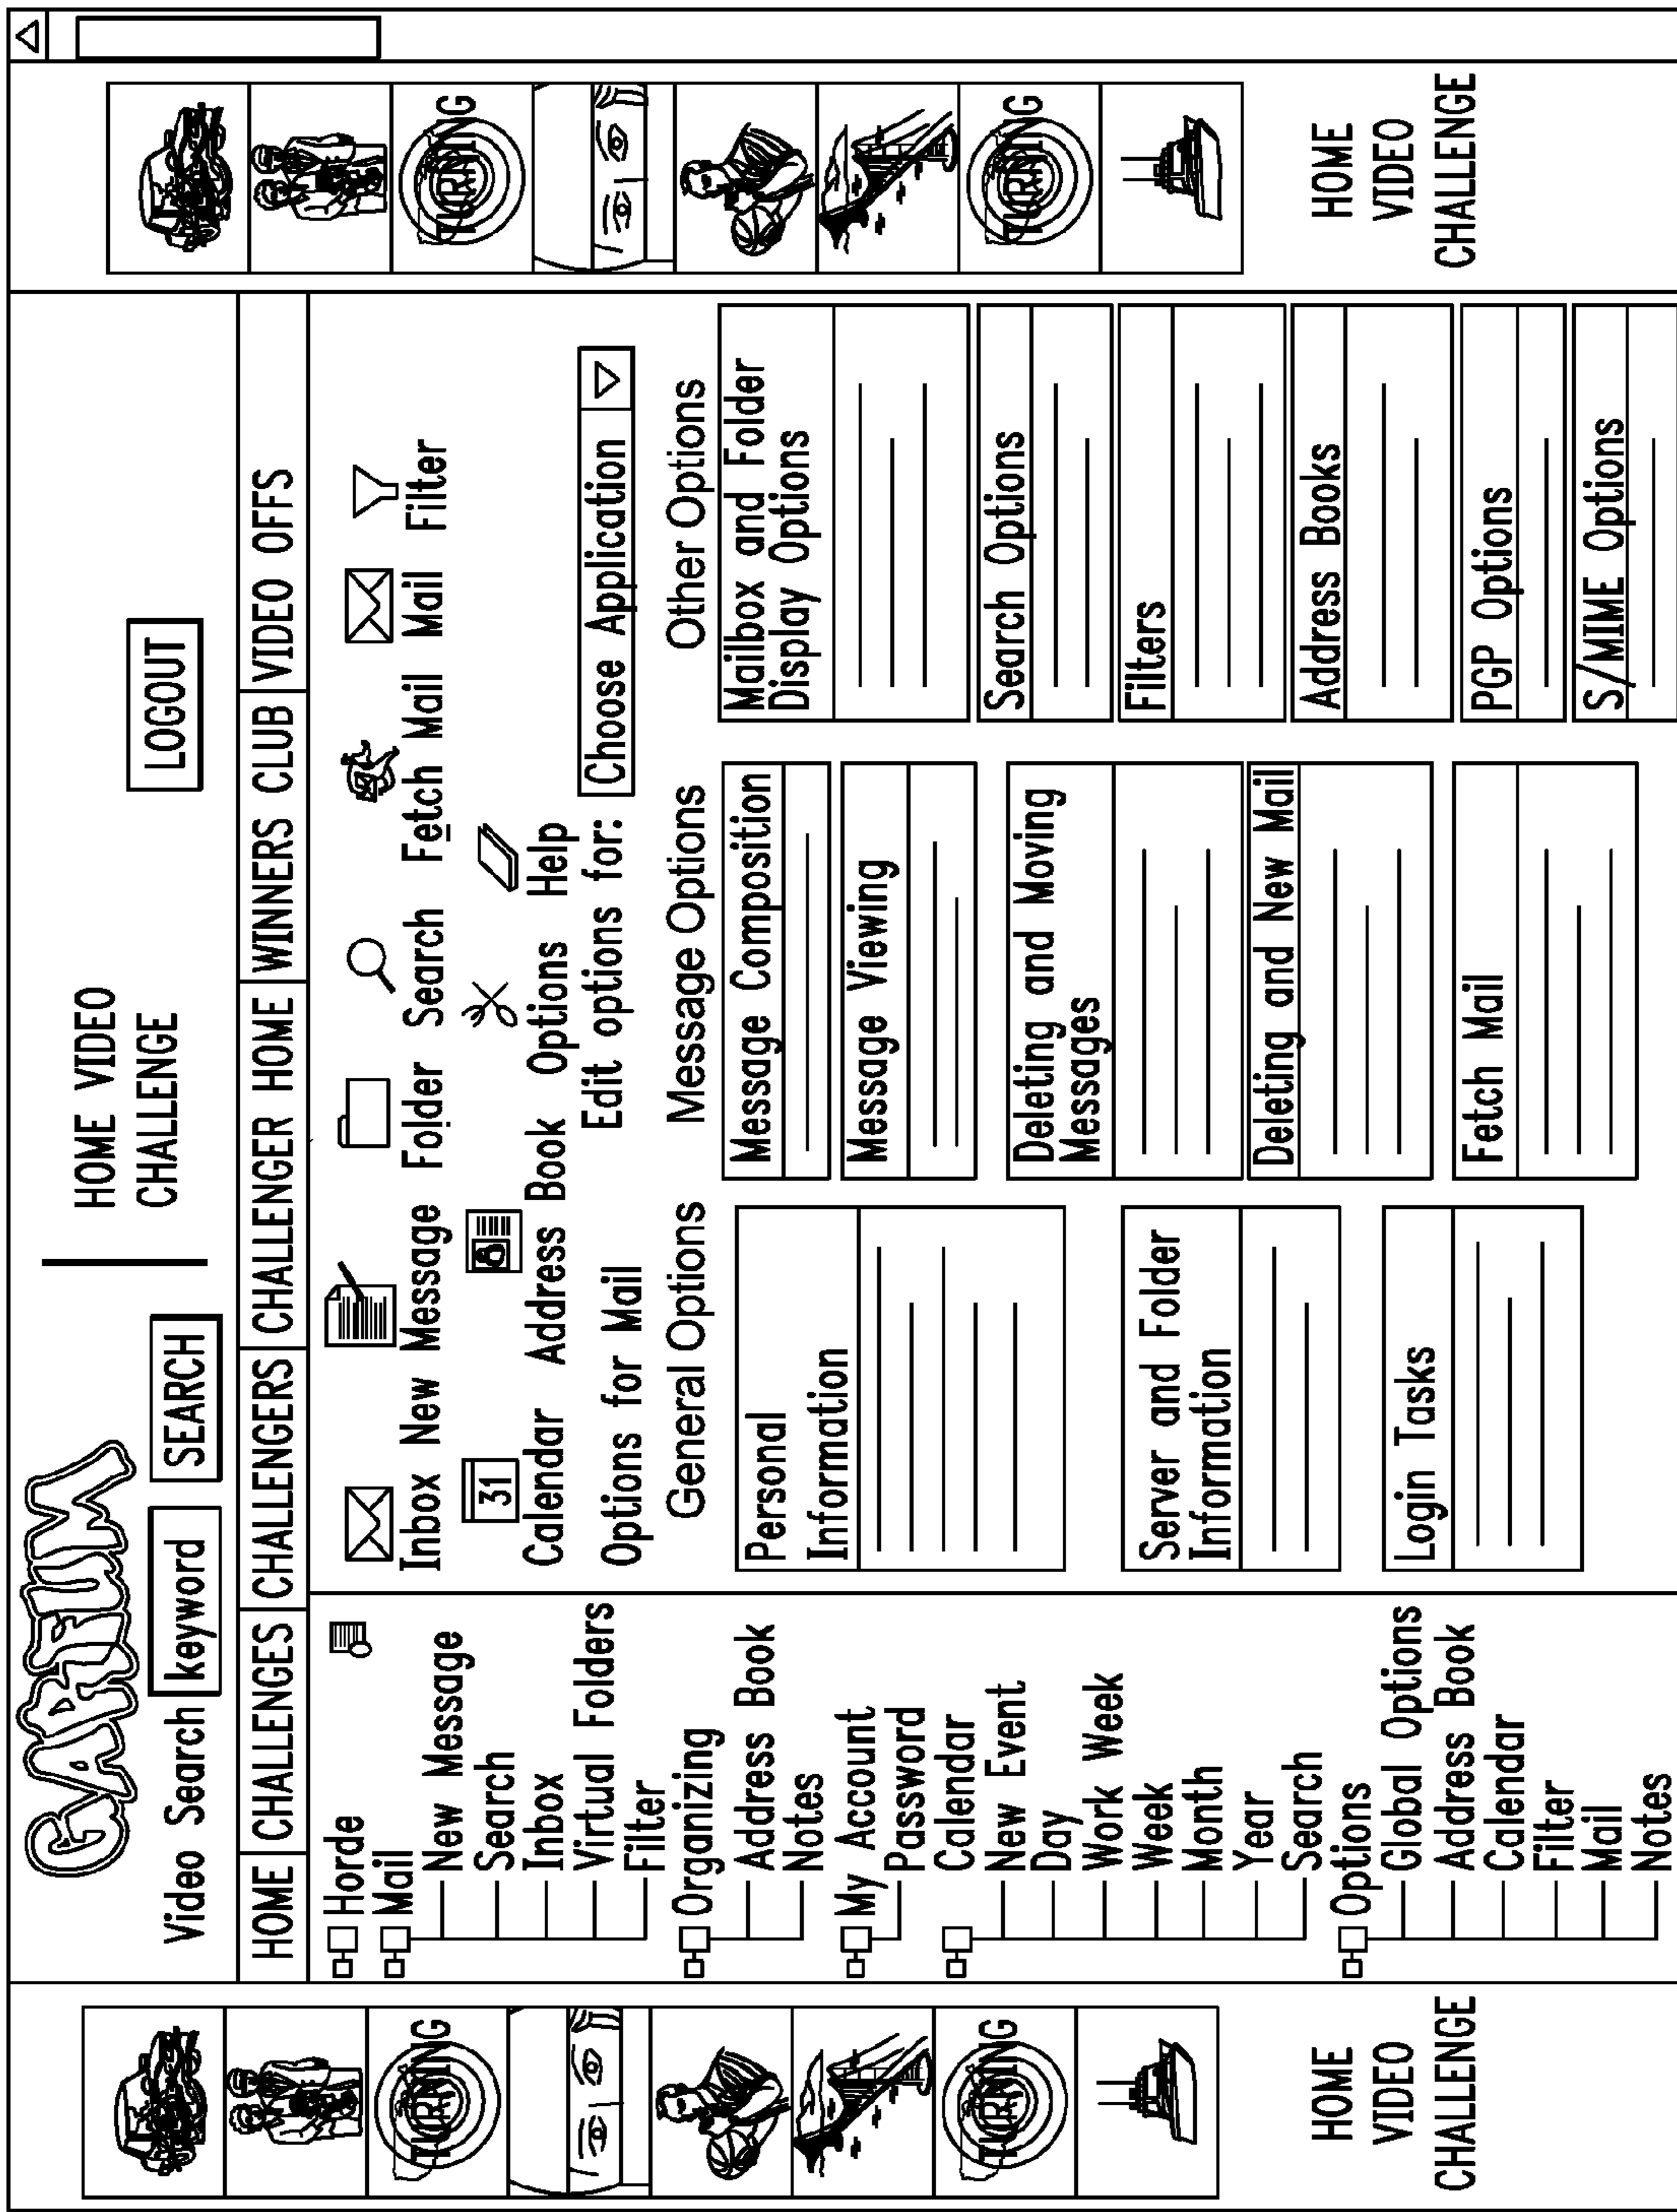 HOME VIDEO
CHALLENGE
LOGOUT
Video Search keyword SEARCH
HOME CHALLENGES CHALLENGERS CHALLENGER HOME WINNERS CLUB VIDEO OFFS
TURNING
TURNING
HOME
VIDEO
CHALLENGE
Horde
Mail
New Message
Search
Inbox
Virtual Folders
Filter
Organizing
Address Book
Notes
My Account
Password
Calendar
New Event
Day
Work Week
Week
Month
Year
Search
Options
Global Options
Address Book
Calendar
Filter
Mail
Notes
Inbox New Message Folder Search Fetch Mail Mail Filter
31
Calendar Address Book Options Help
Edit options for: Choose Application
Options for Mail
General Options
Personal
Information
Server and Folder
Information
Login Tasks
Message Options
Message Composition
Message Viewing
Deleting and Moving
Messages
Deleting and New Mail
Fetch Mail
Other Options
Mailbox and Folder
Display Options
Search Options
Filters
Address Books
PGP Options
S/MIME Options
TURNING
TURNING
HOME
VIDEO
CHALLENGE